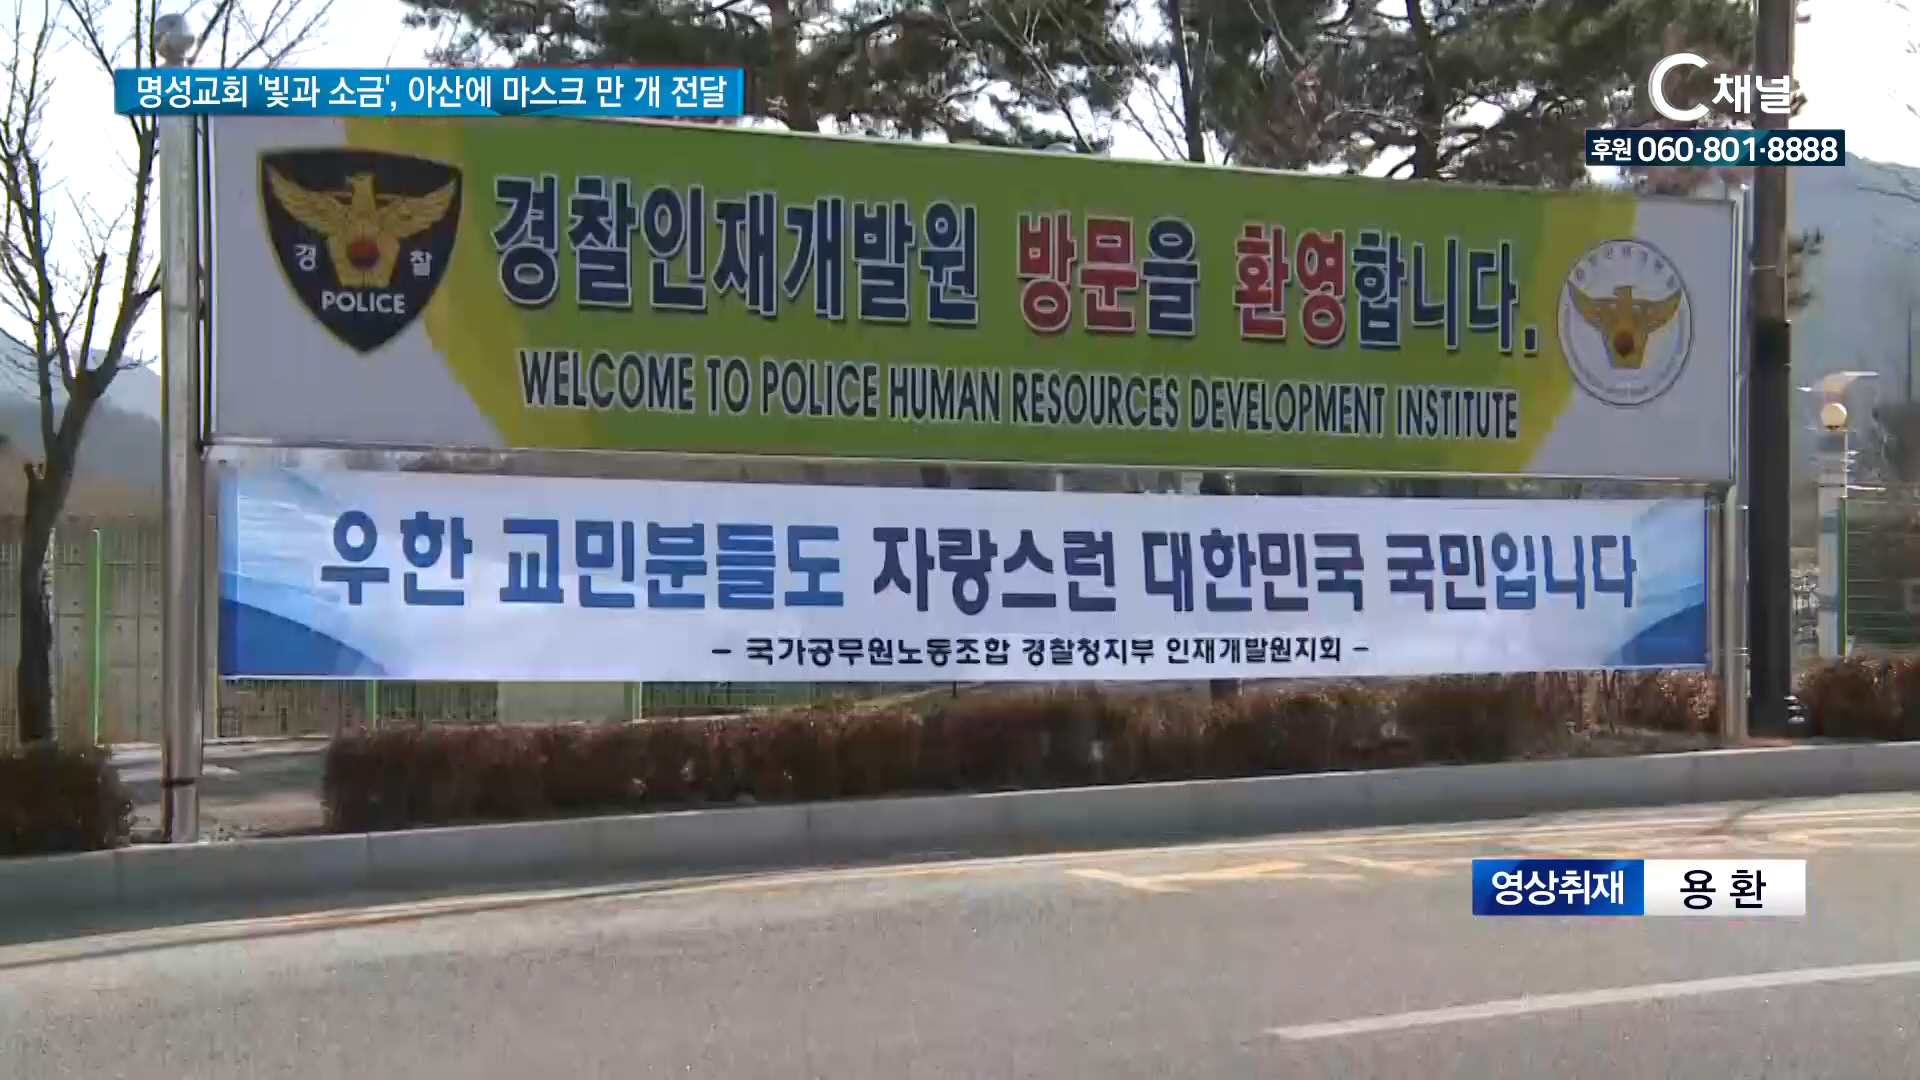 명성교회 '빛과 소금', 아산에 마스크 만 개 전달
C채널
후원 060·801·8888
경찰
POLICE
경찰인재개발원 방문을 환영합니다.
WELCOME TO POLICE HUMAN RESOURCES DEVELOPMENT INSTITUTE
우한 교민분들도 자랑스런 대한민국 국민입니다
- 국가공무원노동조합 경찰청지부 인재개발원지회 -
영상취재 용 환